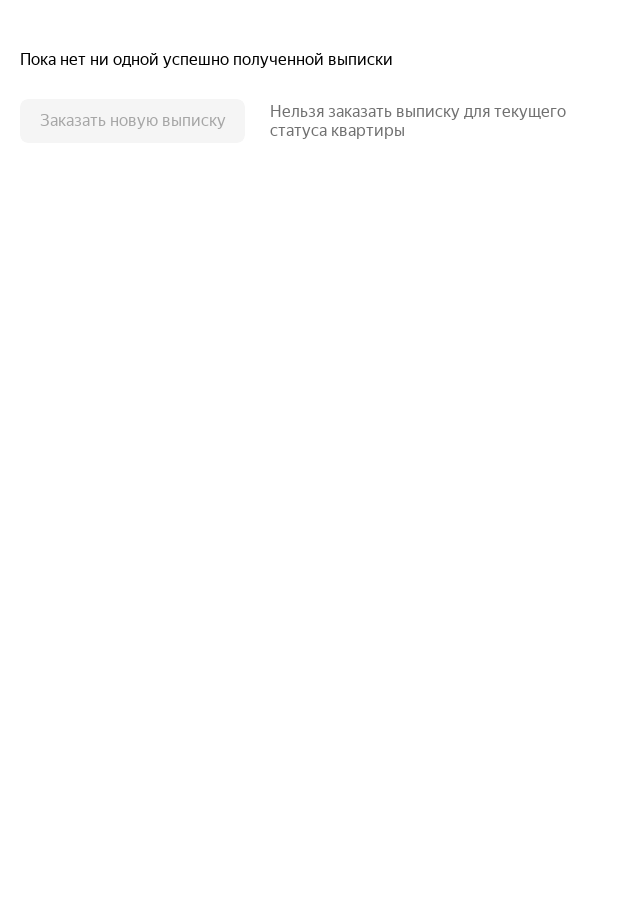 Пока нет ни одной успешно полученной выписки
Заказать новую выписку
Нельзя заказать выписку для текущего
статуса квартиры